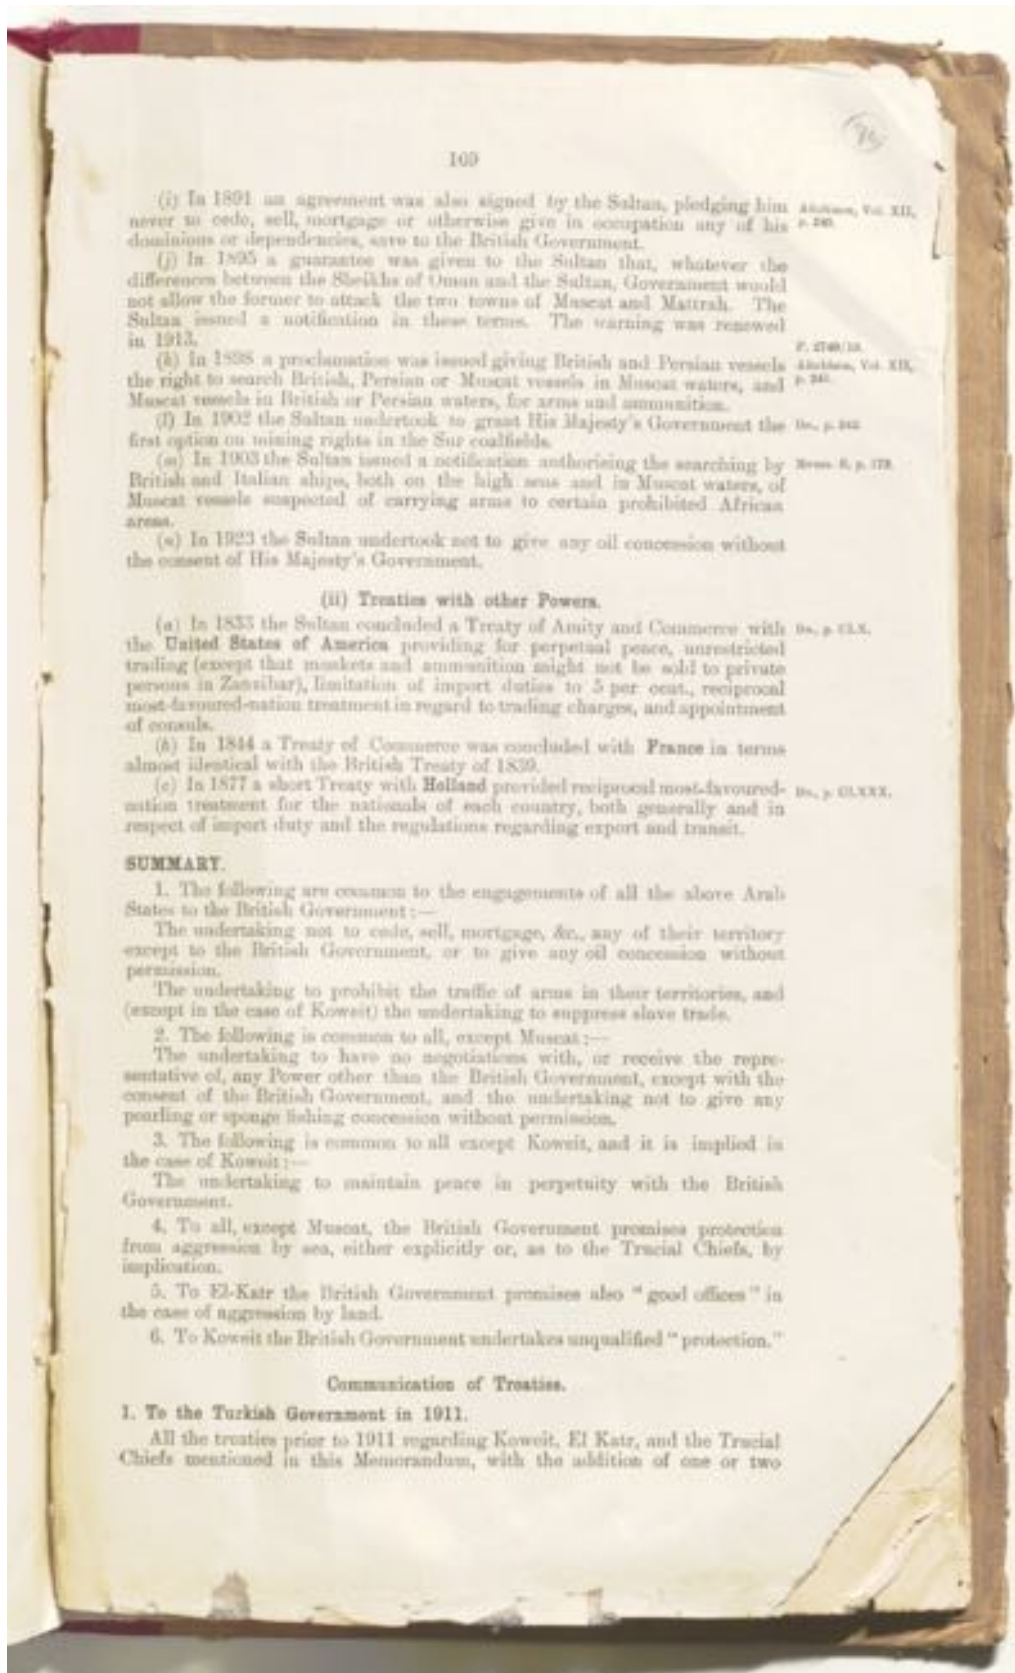 169
(i) In 1891 an agreement was also signed by the Sultan, pledging him
never to cede, sell, mortgage or otherwise give in occupation any of his
dominions or dependencies, save to the British Government.
Aitchison, Vol. XII,
p. 240.
(j) In 1895 a guarantee was given to the Sultan that, whatever the
differences between the Sheikhs of Oman and the Sultan, Government would
not allow the former to attack the two towns of Muscat and Mattrah. The
Sultan issued a notification in these terms. The warning was renewed
in 1913.
(k) In 1898 a proclamation was issued giving British and Persian vessels
the right to search British, Persian or Muscat vessels in Muscat waters, and
Muscat vessels in British or Persian waters, for arms and ammunition.
Aitchison, Vol. XII,
p. 241.
(l) In 1902 the Sultan undertook to grant His Majesty's Government the
first option on mining rights in the Sur coalfields.
Do., p. 242
(m) In 1903 the Sultan issued a notification authorising the searching by
British and Italian ships, both on the high seas and in Muscat waters, of
Muscat vessels suspected of carrying arms to certain prohibited African
areas.
(n) In 1923 the Sultan undertook not to give any oil concession without
the consent of His Majesty's Government.
(ii) Treaties with other Powers.
(a) In 1833 the Sultan concluded a Treaty of Amity and Commerce with
the United States of America providing for perpetual peace, unrestricted
trading (except that muskets and ammunition might not be sold to private
persons in Zanzibar), limitation of import duties to 5 per cent., reciprocal
most-favoured-nation treatment in regard to trading charges, and appointment
of consuls.
Do., p. CLX.
(b) In 1844 a Treaty of Commerce was concluded with France in terms
almost identical with the British Treaty of 1839.
(c) In 1877 a short Treaty with Holland provided reciprocal most-favoured-
nation treatment for the nationals of each country, both generally and in
respect of import duty and the regulations regarding export and transit.
Do., p. CLXXX.
SUMMARY.
1. The following are common to the engagements of all the above Arab
States to the British Government:—
The undertaking not to cede, sell, mortgage, &c., any of their territory
except to the British Government, or to give any oil concession without
permission.
The undertaking to prohibit the traffic of arms in their territories, and
(except in the case of Koweit) the undertaking to suppress slave trade.
2. The following is common to all, except Muscat:—
The undertaking to have no negotiations with, or receive the repre-
sentative of, any Power other than the British Government, except with the
consent of the British Government, and the undertaking not to give any
pearling or sponge fishing concession without permission.
3. The following is common to all except Koweit, and it is implied in
the case of Koweit:—
The undertaking to maintain peace in perpetuity with the British
Government.
4. To all, except Muscat, the British Government promises protection
from aggression by sea, either explicitly or, as to the Trucial Chiefs, by
implication.
5. To El-Katr the British Government promises also "good offices" in
the case of aggression by land.
6. To Koweit the British Government undertakes unqualified "protection."
Communication of Treaties.
1. To the Turkish Government in 1911.
All the treaties prior to 1911 regarding Koweit, El Katr, and the Trucial
Chiefs mentioned in this Memorandum, with the addition of one or two